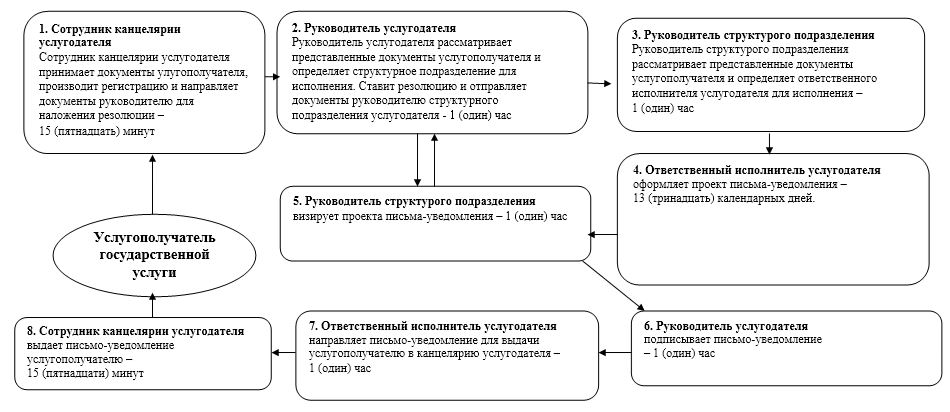 1. Сотрудник канцелярии
услугодателя
Сотрудник канцелярии услугодателя
принимает документы улугополучателя,
производит регистрацию и направляет
документы руководителю для
наложения резолюции –
15 (пятнадцать) минут
2. Руководитель услугодателя
Руководитель услугодателя рассматривает
представленные документы услугополучателя и
определяет структурное подразделение для
исполнения. Ставит резолюцию и отправляет
документы руководителю структурного
подразделения услугодателя - 1 (один) час
3. Руководитель структурого подразделения
Руководитель структурого подразделения
рассматривает представленные документы
услугополучателя и определяет ответственного
исполнителя услугодателя для исполнения –
1 (один) час
4. Ответственный исполнитель услугодателя
оформляет проект письма-уведомления –
13 (тринадцать) календарных дней.
5. Руководитель структурого подразделения
визирует проекта письма-уведомления – 1 (один) час
Услугополучатель
государственной
услуги
6. Руководитель услугодателя
подписывает письмо-уведомление
– 1 (один) час
7. Ответственный исполнитель услугодателя
направляет письмо-уведомление для выдачи
услугополучателю в канцелярию услугодателя –
1 (один) час
8. Сотрудник канцелярии услугодателя
выдает письмо-уведомление
услугополучателю –
15 (пятнадцати) минут